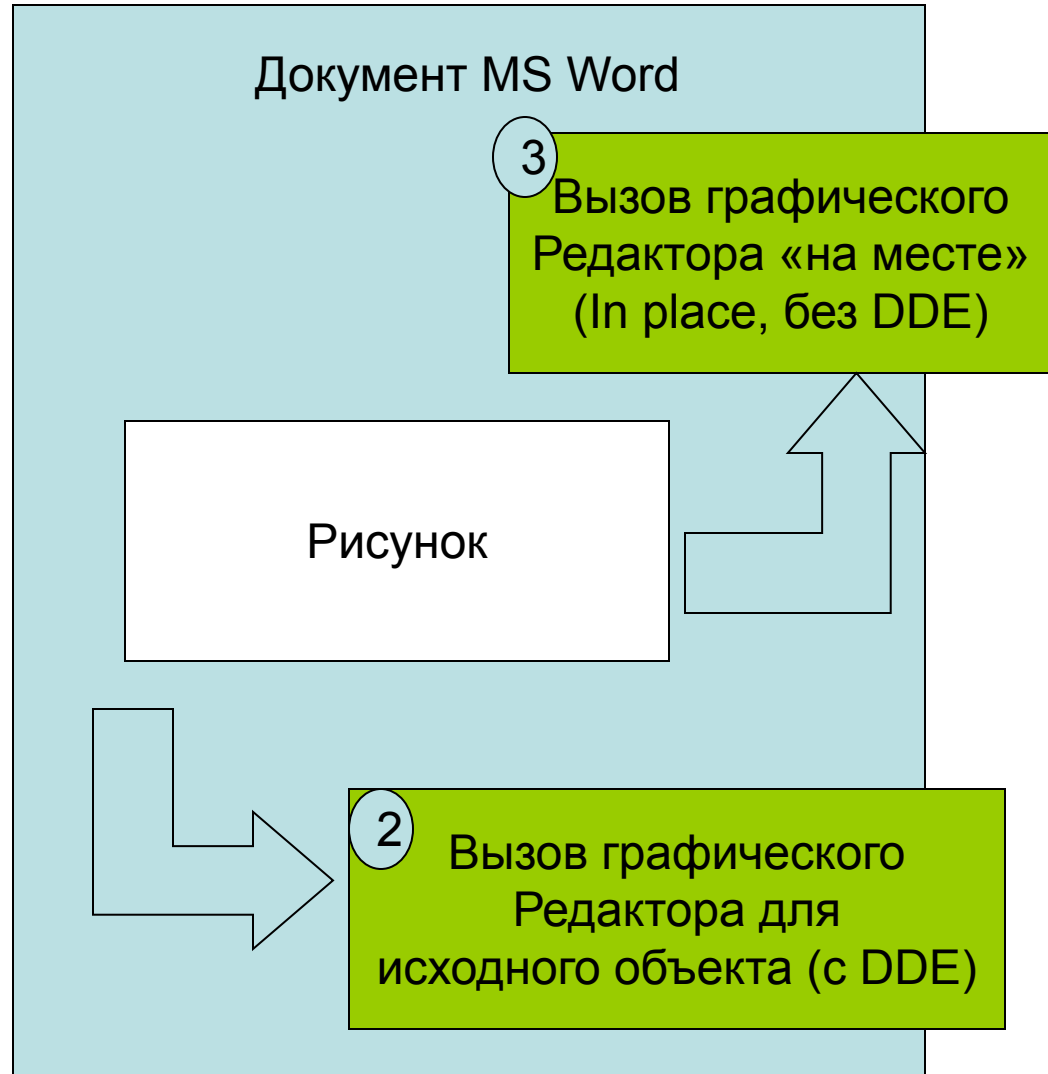 Документ MS Word
3
Вызов графического
Редактора «на месте»
(In place, без DDE)
Рисунок
2
Вызов графического
Редактора для
исходного объекта (с DDE)